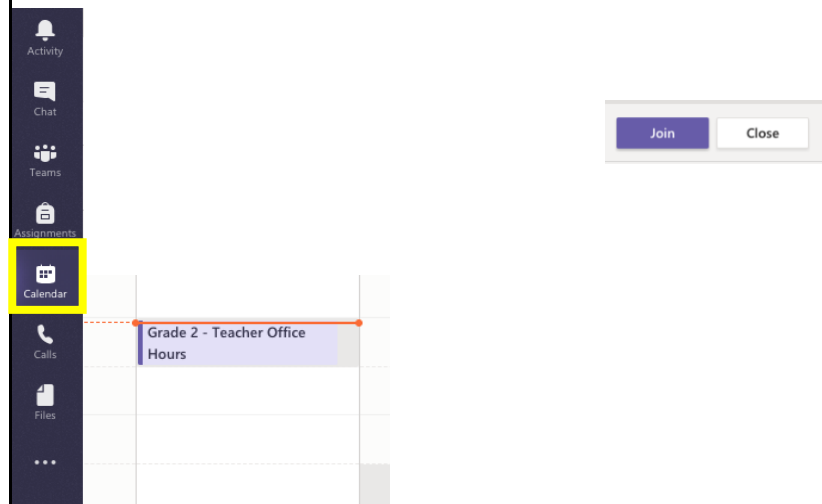 Activity
Chat
Teams
Assignments
Calendar
Calls
Files
Grade 2 - Teacher Office
Hours
Join
Close